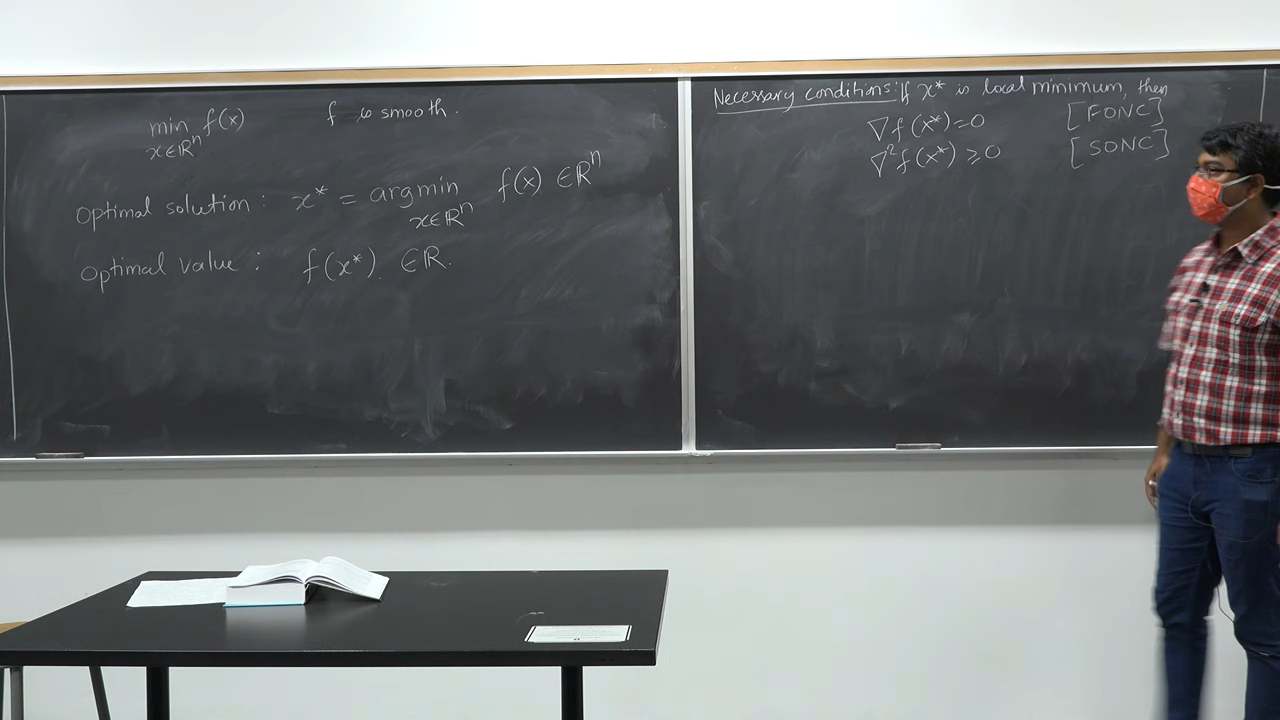 min f(x) f is smooth.
x∈ℝⁿ
Optimal solution: x* = argmin f(x) ∈ℝⁿ
x∈ℝⁿ
Optimal value: f(x*). ∈ℝ.
Necessary conditions: If x* is local minimum, then
∇f(x*)=0 [FONC]
∇²f(x*) ⩾0 [SONC]